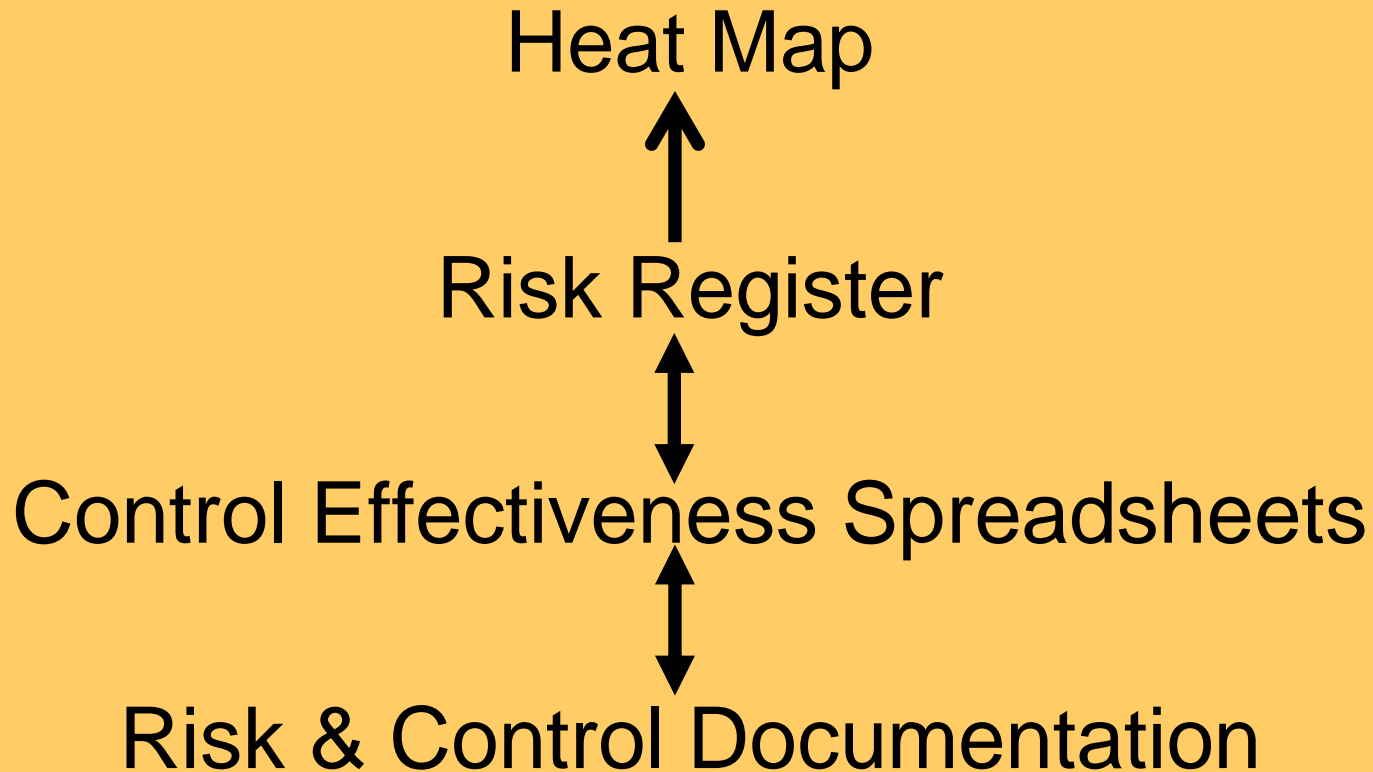 Heat Map
Risk Register
Control Effectiveness Spreadsheets
Risk & Control Documentation